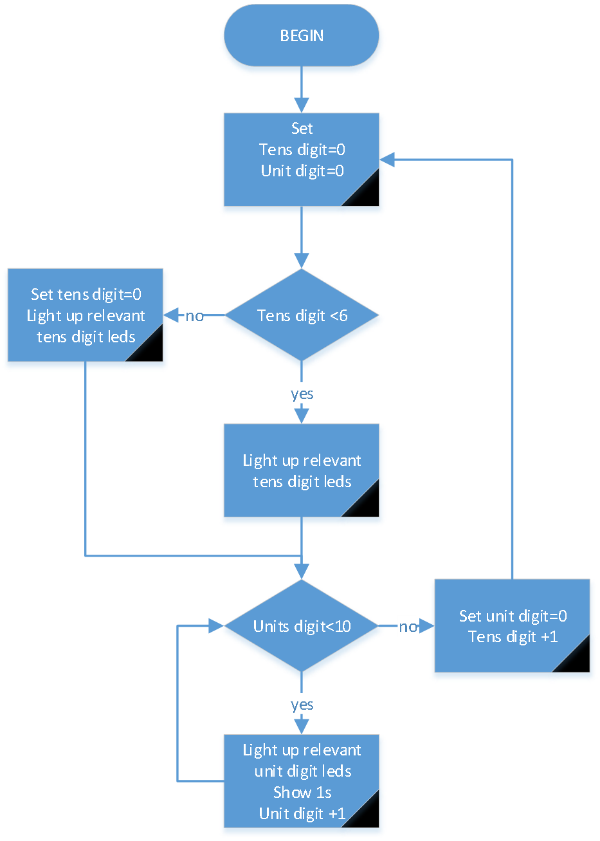 BEGIN
Set
Tens digit=0
Unit digit=0
Tens digit <6
no
Set tens digit=0
Light up relevant
tens digit leds
yes
Light up relevant
tens digit leds
Units digit<10
no
Set unit digit=0
Tens digit +1
yes
Light up relevant
unit digit leds
Show 1s
Unit digit +1